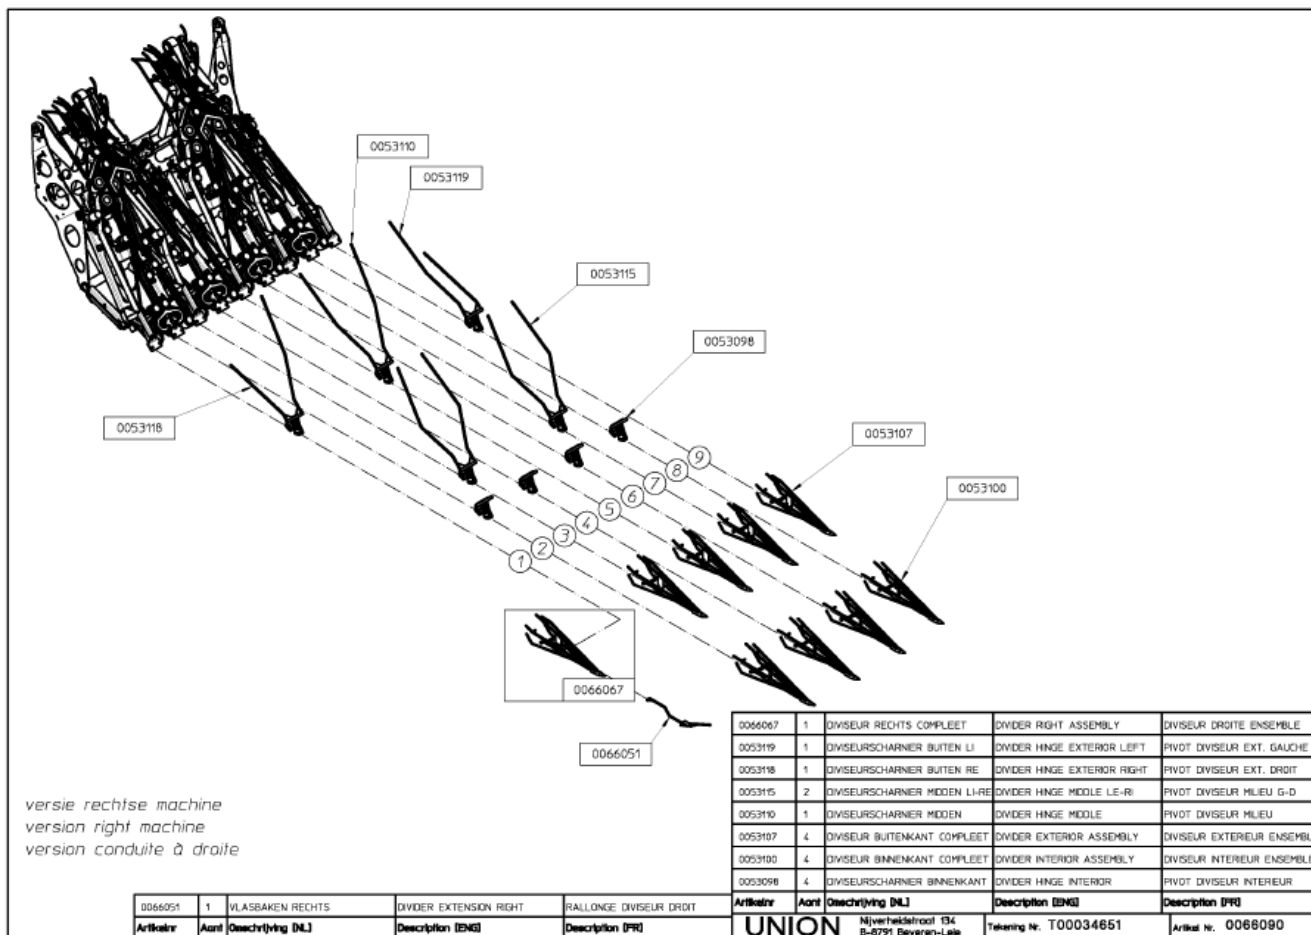 0053110
0053119
0053115
0053098
0053118
0053107
0053100
9
8
7
6
5
4
3
2
1
0066067
0066051
versie rechtse machine
version right machine
version conduite à droite
0066067 1 DIVISEUR RECHTS COMPLEET DIVIDER RIGHT ASSEMBLY DIVISEUR DROITE ENSEMBLE
0053119 1 DIVISEURSCHARNIER BUITEN LI DIVIDER HINGE EXTERIOR LEFT PIVOT DIVISEUR EXT. GAUCHE
0053118 1 DIVISEURSCHARNIER BUITEN RE DIVIDER HINGE EXTERIOR RIGHT PIVOT DIVISEUR EXT. DROIT
0053115 2 DIVISEURSCHARNIER MIDDEN LI-RE DIVIDER HINGE MIDDLE LE-RI PIVOT DIVISEUR MILIEU G-D
0053110 1 DIVISEURSCHARNIER MIDDEN DIVIDER HINGE MIDDLE PIVOT DIVISEUR MILIEU
0053107 4 DIVISEUR BUITENKANT COMPLEET DIVIDER EXTERIOR ASSEMBLY DIVISEUR EXTERIEUR ENSEMBL
0053100 4 DIVISEUR BINNENKANT COMPLEET DIVIDER INTERIOR ASSEMBLY DIVISEUR INTERIEUR ENSEMBLE
0053098 4 DIVISEURSCHARNIER BINNENKANT DIVIDER HINGE INTERIOR PIVOT DIVISEUR INTERIEUR
Artikelnr Aant Omschrijving [NL] Description [ENG] Description [FR]
0066051 1 VLASBAKEN RECHTS DIVIDER EXTENSION RIGHT RALLONGE DIVISEUR DROIT
Artikelnr Aant Omschrijving [NL] Description [ENG] Description [FR]
UNION Nijverheidstraat 134 Tekening Nr. T00034651 Artikel Nr. 0066090
B-8791 Beveren-Leie